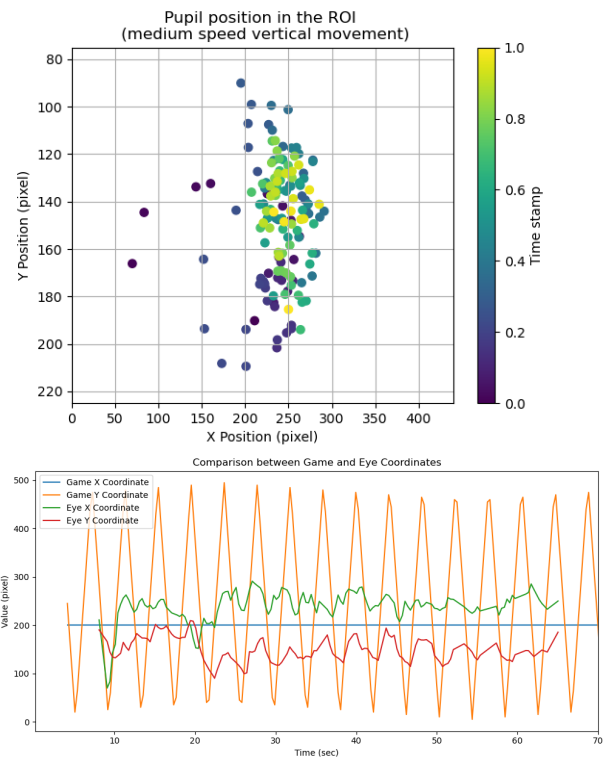 Pupil position in the ROI
(medium speed vertical movement)
80
100
120
140
160
180
200
220
Y Position (pixel)
0 50 100 150 200 250 300 350 400
X Position (pixel)
1.0
0.8
0.6
0.4
0.2
0.0
Time stamp
Comparison between Game and Eye Coordinates
Game X Coordinate
Game Y Coordinate
Eye X Coordinate
Eye Y Coordinate
500
400
300
200
100
0
Value (pixel)
10 20 30 40 50 60 70
Time (sec)